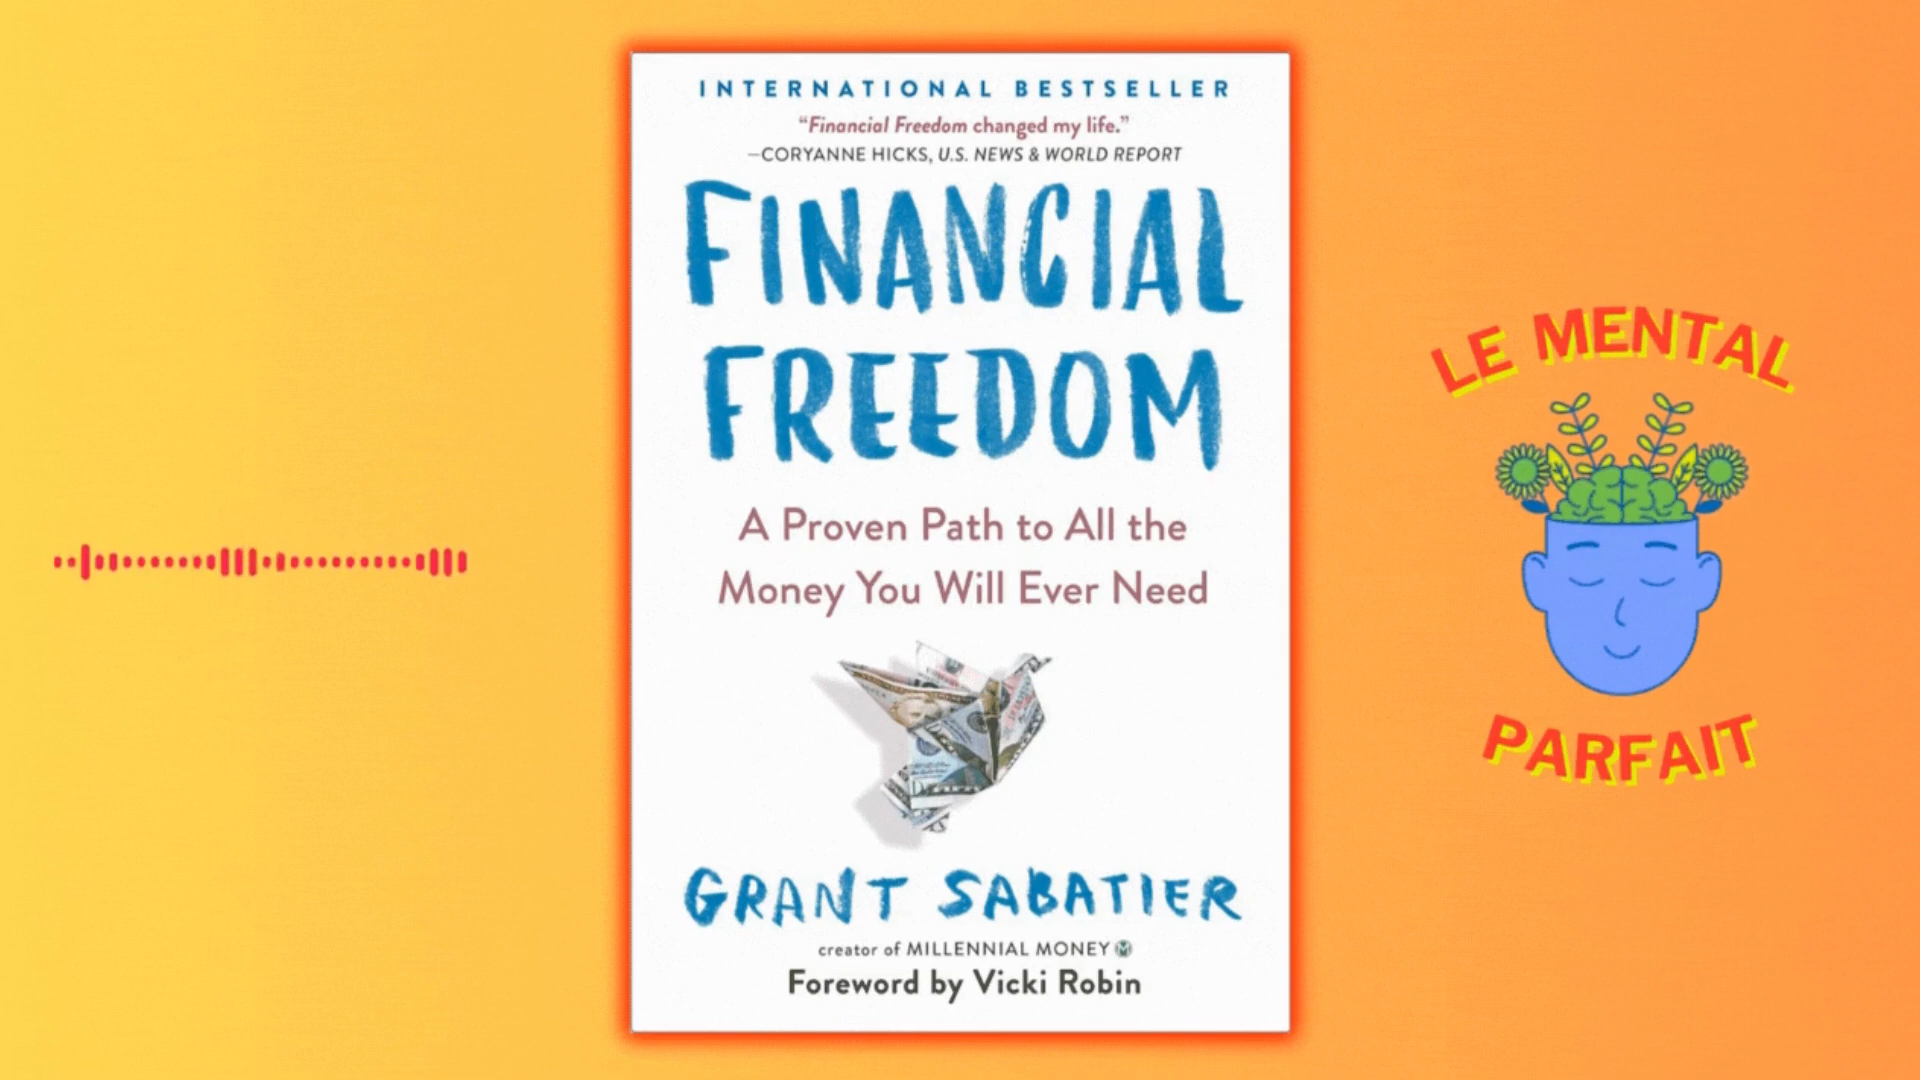 INTERNATIONAL BESTSELLER
“Financial Freedom changed my life.”
—CORYANNE HICKS, U.S. NEWS & WORLD REPORT
FINANCIAL
FREEDOM
A Proven Path to All the
Money You Will Ever Need
GRANT SABATIER
creator of MILLENNIAL MONEY M
Foreword by Vicki Robin
LE MENTAL
PARFAIT